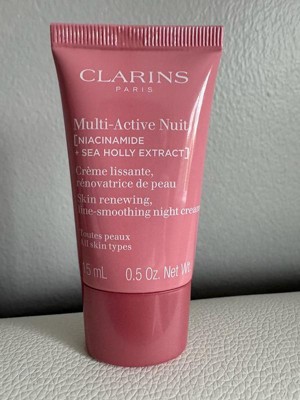 CLARINS
PARIS
Multi-Active Nuit
[NIACINAMIDE
+ SEA HOLLY EXTRACT]
Crème lissante,
rénovatrice de peau
Skin renewing,
line-smoothing night cream
Toutes peaux
All skin types
15 mL 0.5 Oz. Net Wt.